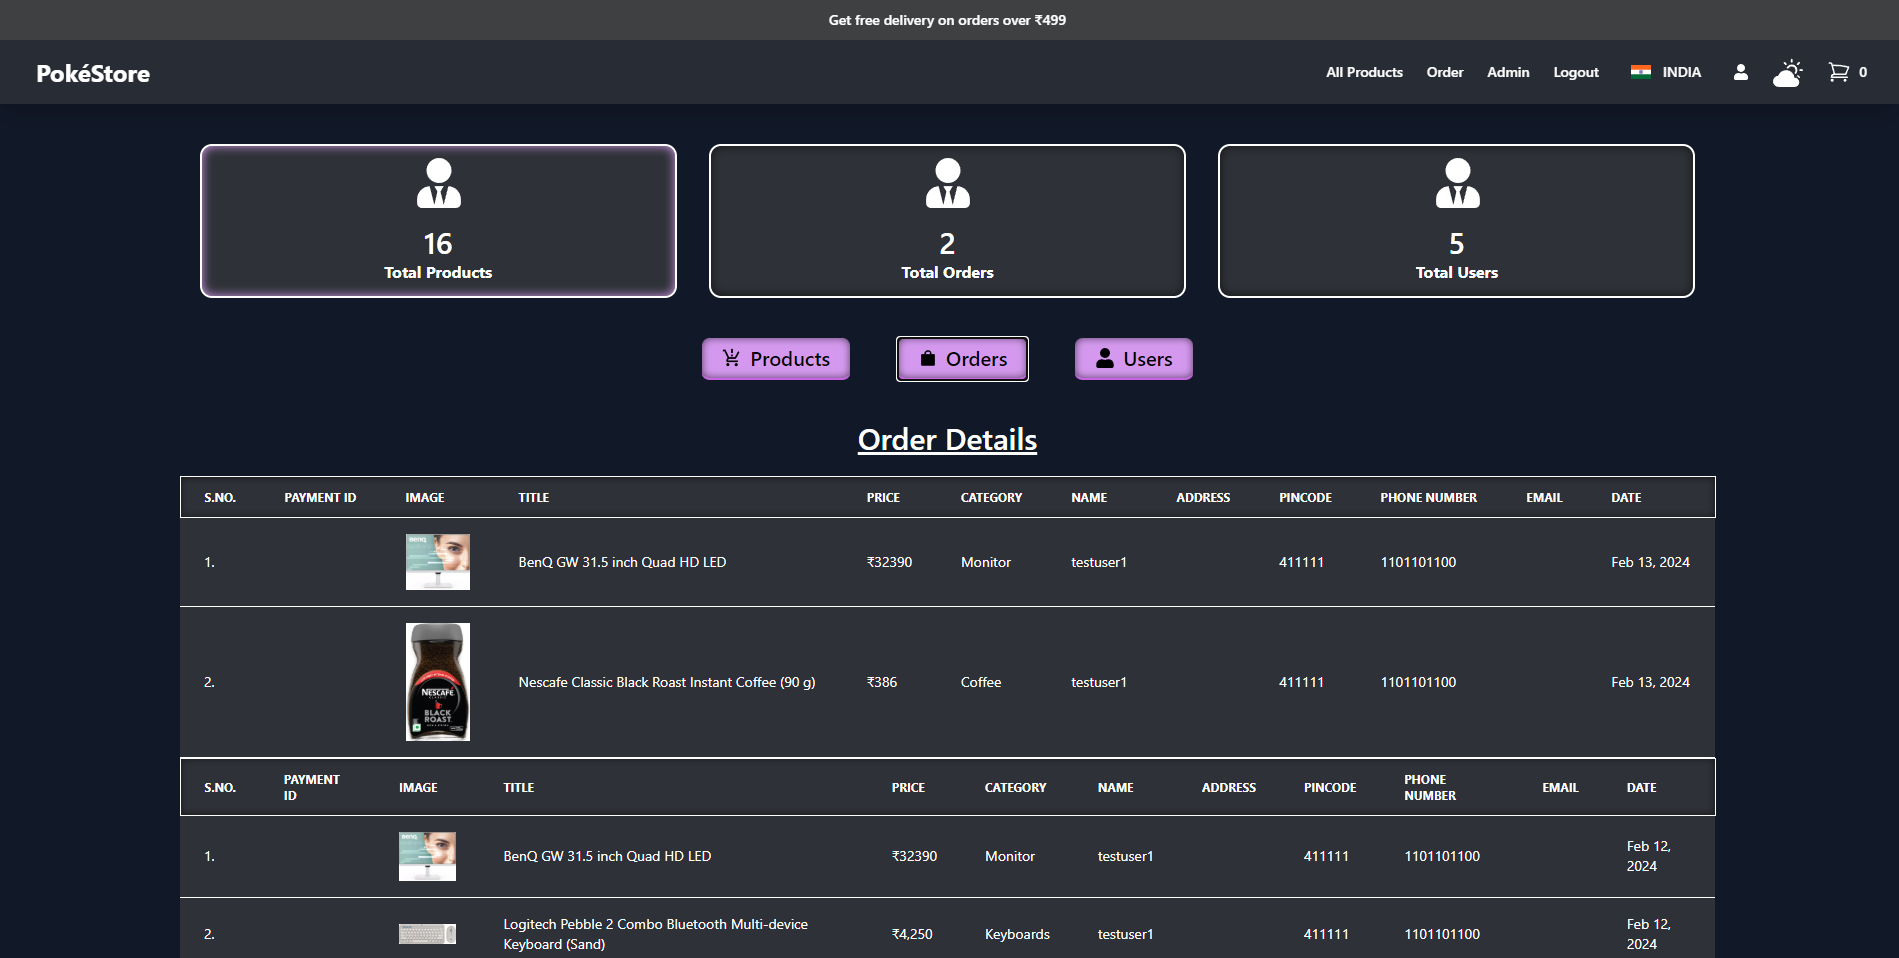 Get free delivery on orders over ₹499
PokéStore
All Products Order Admin Logout INDIA 0
16 2 5
Total Products Total Orders Total Users
Products Orders Users
Order Details
S.NO. PAYMENT ID IMAGE TITLE PRICE CATEGORY NAME ADDRESS PINCODE PHONE NUMBER EMAIL DATE
BenQ
1. BenQ GW 31.5 inch Quad HD LED ₹32390 Monitor testuser1 411111 1101101100 Feb 13, 2024
NESCAFÉ
CLASSIC
BLACK
ROAST
2. Nescafe Classic Black Roast Instant Coffee (90 g) ₹386 Coffee testuser1 411111 1101101100 Feb 13, 2024
S.NO. PAYMENT ID IMAGE TITLE PRICE CATEGORY NAME ADDRESS PINCODE PHONE NUMBER EMAIL DATE
BenQ
1. BenQ GW 31.5 inch Quad HD LED ₹32390 Monitor testuser1 411111 1101101100 Feb 12, 2024
2. Logitech Pebble 2 Combo Bluetooth Multi-device Keyboard (Sand) ₹4,250 Keyboards testuser1 411111 1101101100 Feb 12, 2024